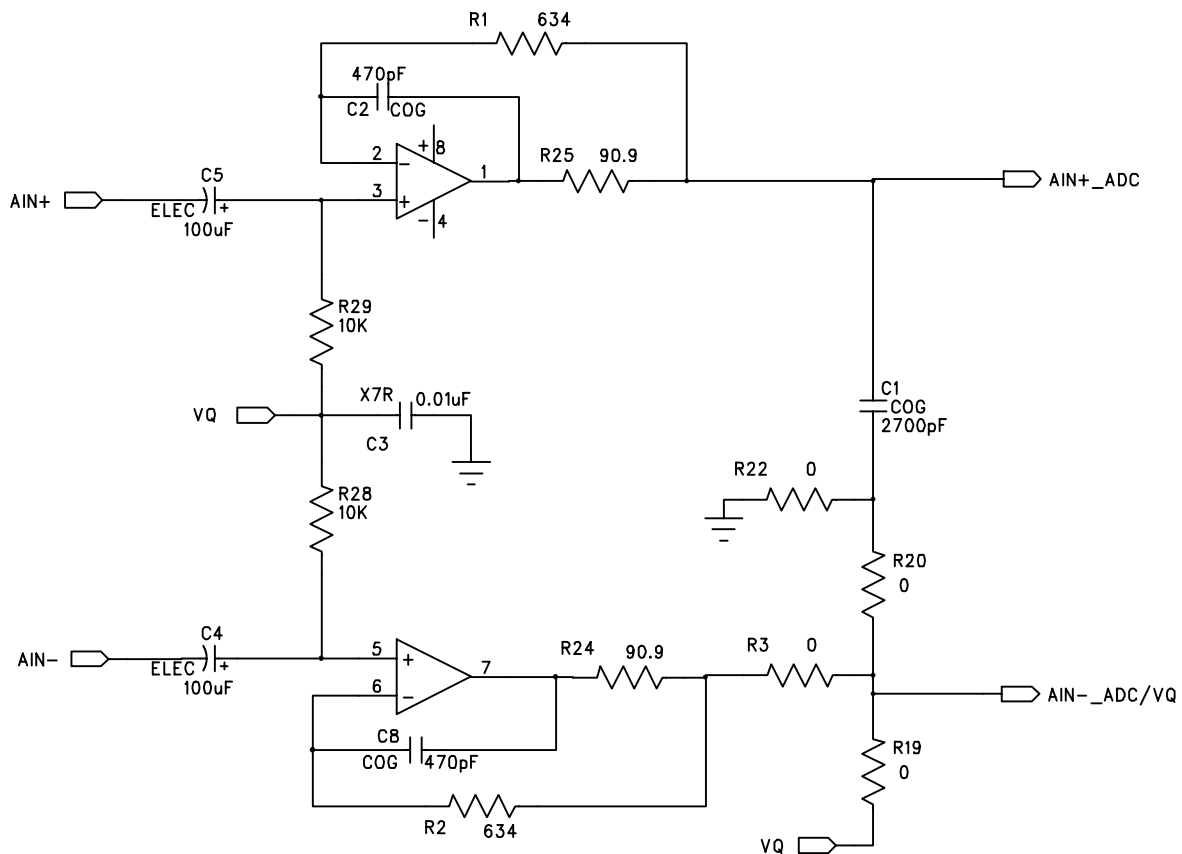 R1 634
470pF
C2 COG
+ 8
R25 90.9
2 −
1
C5
3 +
AIN+
AIN+_ADC
ELEC +
100uF
− 4
R29
10K
C1
COG
2700pF
X7R 0.01uF
VQ
C3
R22 0
R28
10K
R20
0
C4
5 +
7
R24 90.9
R3 0
AIN-
ELEC +
100uF
6 −
AIN-_ADC/VQ
C8
COG 470pF
R19
0
R2 634
VQ